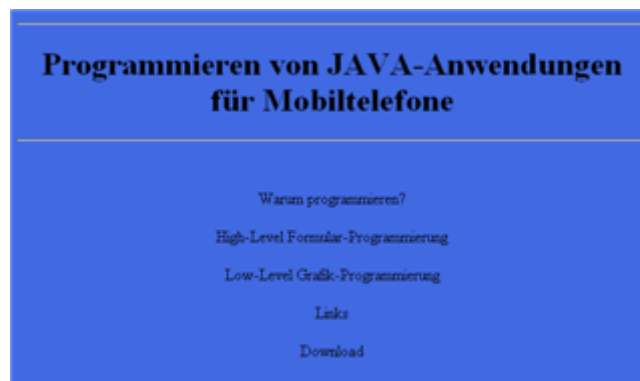 Programmieren von JAVA-Anwendungen
für Mobiltelefone
Warum programmieren?
High-Level Formular-Programmierung
Low-Level Grafik-Programmierung
Links
Download